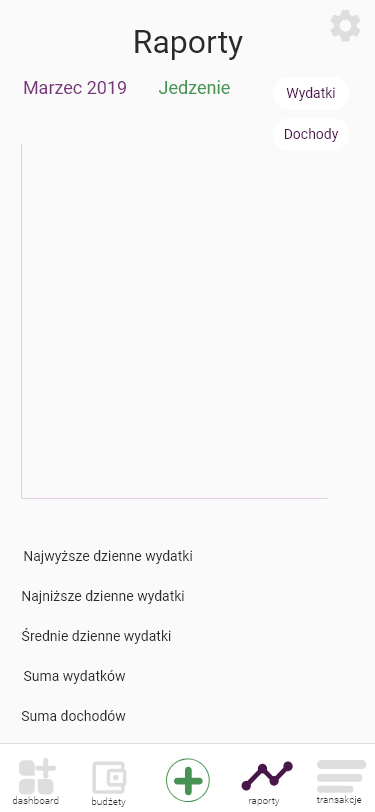 Raporty
Marzec 2019
Jedzenie
Wydatki
Dochody
Najwyższe dzienne wydatki
Najniższe dzienne wydatki
Średnie dzienne wydatki
Suma wydatków
Suma dochodów
dashboard
budżety
raporty
transakcje